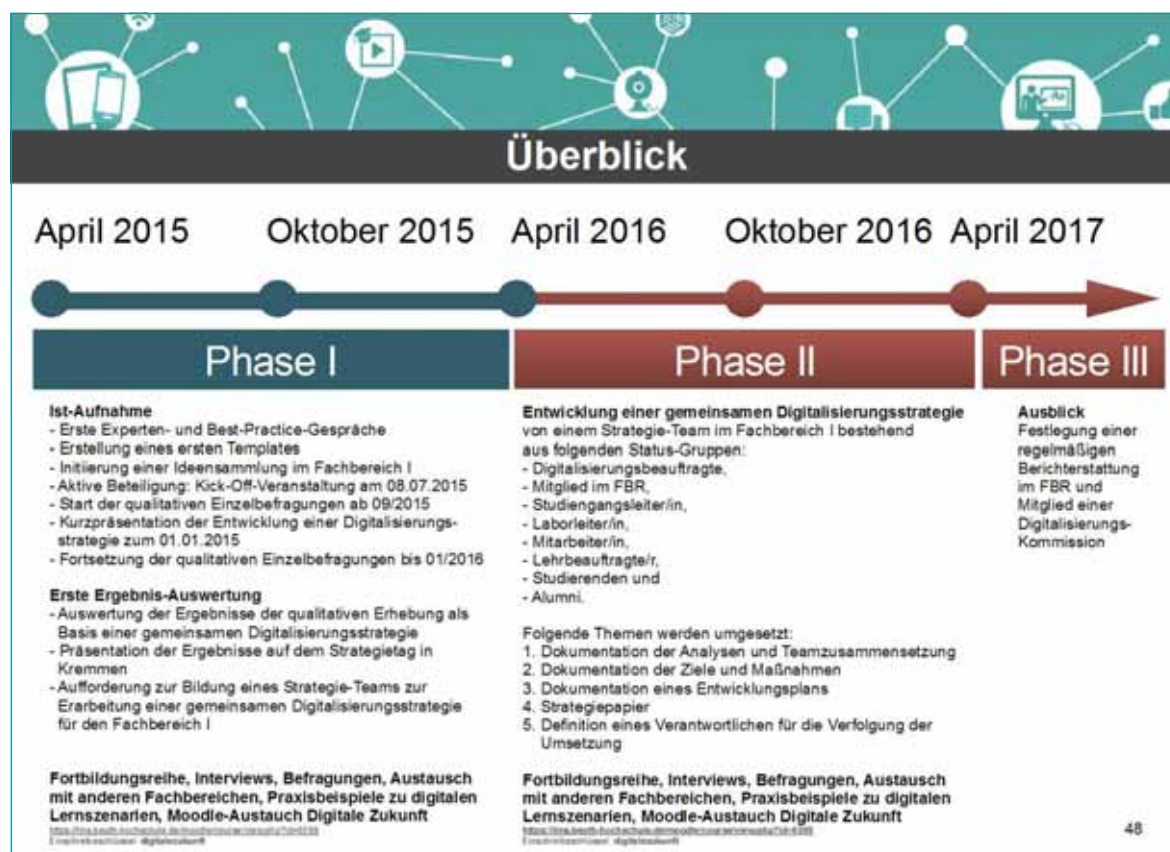 Überblick
April 2015 Oktober 2015 April 2016 Oktober 2016 April 2017
Phase I
Phase II
Phase III
Ist-Aufnahme
- Erste Experten- und Best-Practice-Gespräche
- Erstellung eines ersten Templates
- Initiierung einer Ideensammlung im Fachbereich I
- Aktive Beteiligung: Kick-Off-Veranstaltung am 08.07.2015
- Start der qualitativen Einzelbefragungen ab 09/2015
- Kurzpräsentation der Entwicklung einer Digitalisierungs-
strategie zum 01.01.2015
- Fortsetzung der qualitativen Einzelbefragungen bis 01/2016
Erste Ergebnis-Auswertung
- Auswertung der Ergebnisse der qualitativen Erhebung als
Basis einer gemeinsamen Digitalisierungsstrategie
- Präsentation der Ergebnisse auf dem Strategietag in
Kremmen
- Aufforderung zur Bildung eines Strategie-Teams zur
Erarbeitung einer gemeinsamen Digitalisierungsstrategie
für den Fachbereich I
Fortbildungsreihe, Interviews, Befragungen, Austausch
mit anderen Fachbereichen, Praxisbeispiele zu digitalen
Lernszenarien, Moodle-Austauch Digitale Zukunft
Einschreibeschlüssel: digitalezukunft
Entwicklung einer gemeinsamen Digitalisierungsstrategie
von einem Strategie-Team im Fachbereich I bestehend
aus folgenden Status-Gruppen:
- Digitalisierungsbeauftragte,
- Mitglied im FBR,
- Studiengangsleiter/in,
- Laborleiter/in,
- Mitarbeiter/in,
- Lehrbeauftragte/r,
- Studierenden und
- Alumni.
Folgende Themen werden umgesetzt:
1. Dokumentation der Analysen und Teamzusammensetzung
2. Dokumentation der Ziele und Maßnahmen
3. Dokumentation eines Entwicklungsplans
4. Strategiepapier
5. Definition eines Verantwortlichen für die Verfolgung der
Umsetzung
Fortbildungsreihe, Interviews, Befragungen, Austausch
mit anderen Fachbereichen, Praxisbeispiele zu digitalen
Lernszenarien, Moodle-Austauch Digitale Zukunft
Einschreibeschlüssel: digitalezukunft
Ausblick
Festlegung einer
regelmäßigen
Berichterstattung
im FBR und
Mitglied einer
Digitalisierungs-
Kommission
48